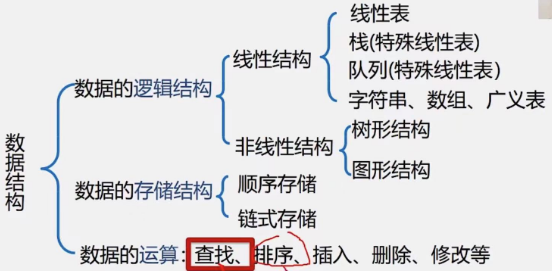 数据结构
数据的逻辑结构
线性结构
线性表
栈(特殊线性表)
队列(特殊线性表)
字符串、数组、广义表
非线性结构
树形结构
图形结构
数据的存储结构
顺序存储
链式存储
数据的运算:查找、排序、插入、删除、修改等